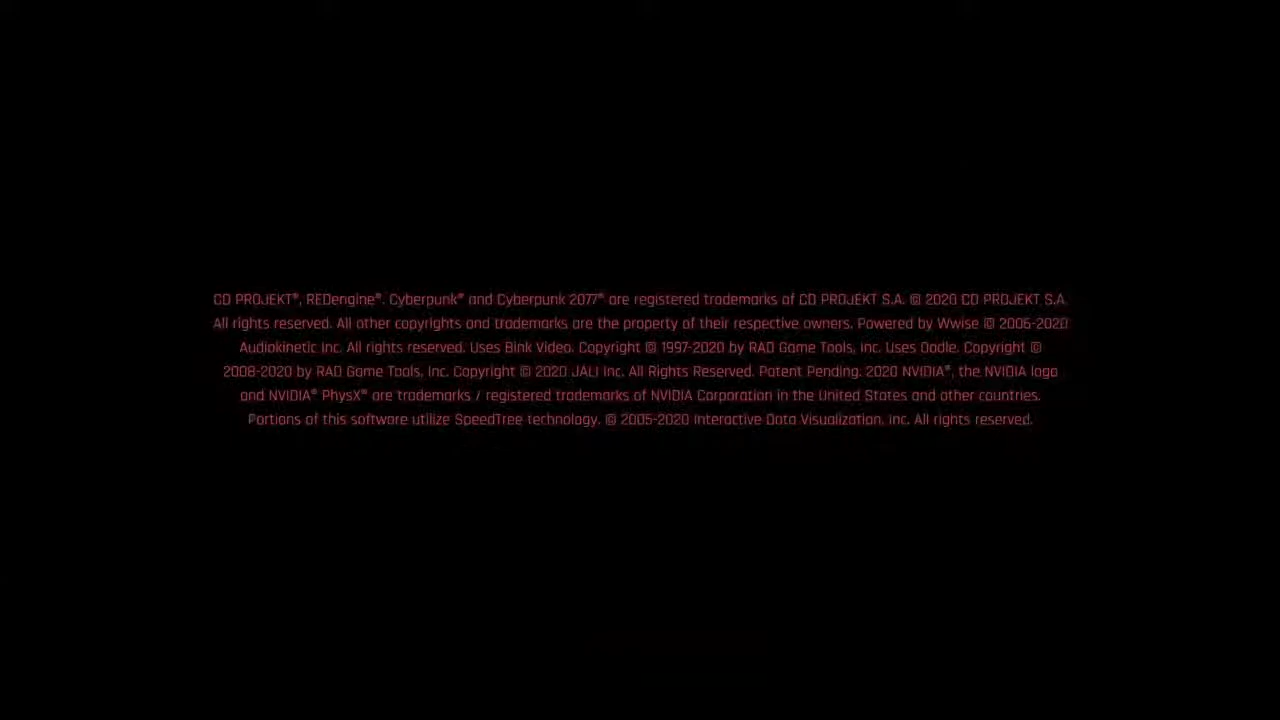 CD PROJEKT®, REDengine®. Cyberpunk® and Cyberpunk 2077® are registered trademarks of CD PROJEKT S.A. © 2020 CD PROJEKT S.A.
All rights reserved. All other copyrights and trademarks are the property of their respective owners. Powered by Wwise © 2006-2020
Audiokinetic Inc. All rights reserved. Uses Bink Video. Copyright © 1997-2020 by RAD Game Tools, Inc. Uses Oodle. Copyright ©
2008-2020 by RAD Game Tools, Inc. Copyright © 2020 JALI Inc. All Rights Reserved. Patent Pending. 2020 NVIDIA®, the NVIDIA logo
and NVIDIA® PhysX® are trademarks / registered trademarks of NVIDIA Corporation in the United States and other countries.
Portions of this software utilize SpeedTree technology. © 2005-2020 Interactive Data Visualization, Inc. All rights reserved.